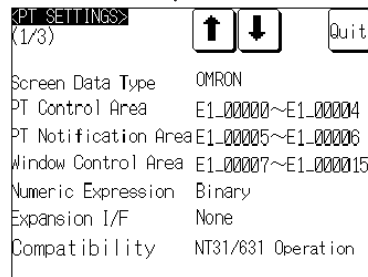 <PT SETTINGS>
(1/3) Quit
Screen Data Type OMRON
PT Control Area E1_00000~E1_00004
PT Notification Area E1_00005~E1_00006
Window Control Area E1_00007~E1_000015
Numeric Expression Binary
Expansion I/F None
Compatibility NT31/631 Operation